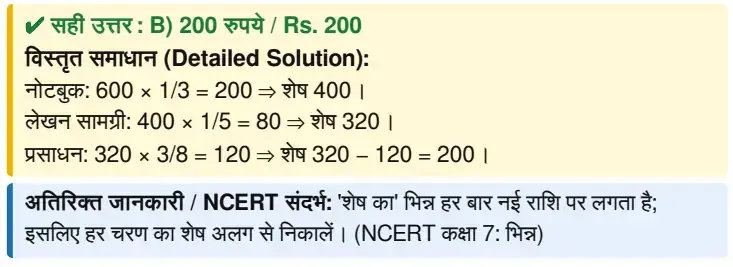 ✔ सही उत्तर : B) 200 रुपये / Rs. 200
विस्तृत समाधान (Detailed Solution):
नोटबुक: 600 × 1/3 = 200 ⇒ शेष 400।
लेखन सामग्री: 400 × 1/5 = 80 ⇒ शेष 320।
प्रसाधन: 320 × 3/8 = 120 ⇒ शेष 320 − 120 = 200।
अतिरिक्त जानकारी / NCERT संदर्भ: 'शेष का' भिन्न हर बार नई राशि पर लगता है;
इसलिए हर चरण का शेष अलग से निकालें। (NCERT कक्षा 7: भिन्न)